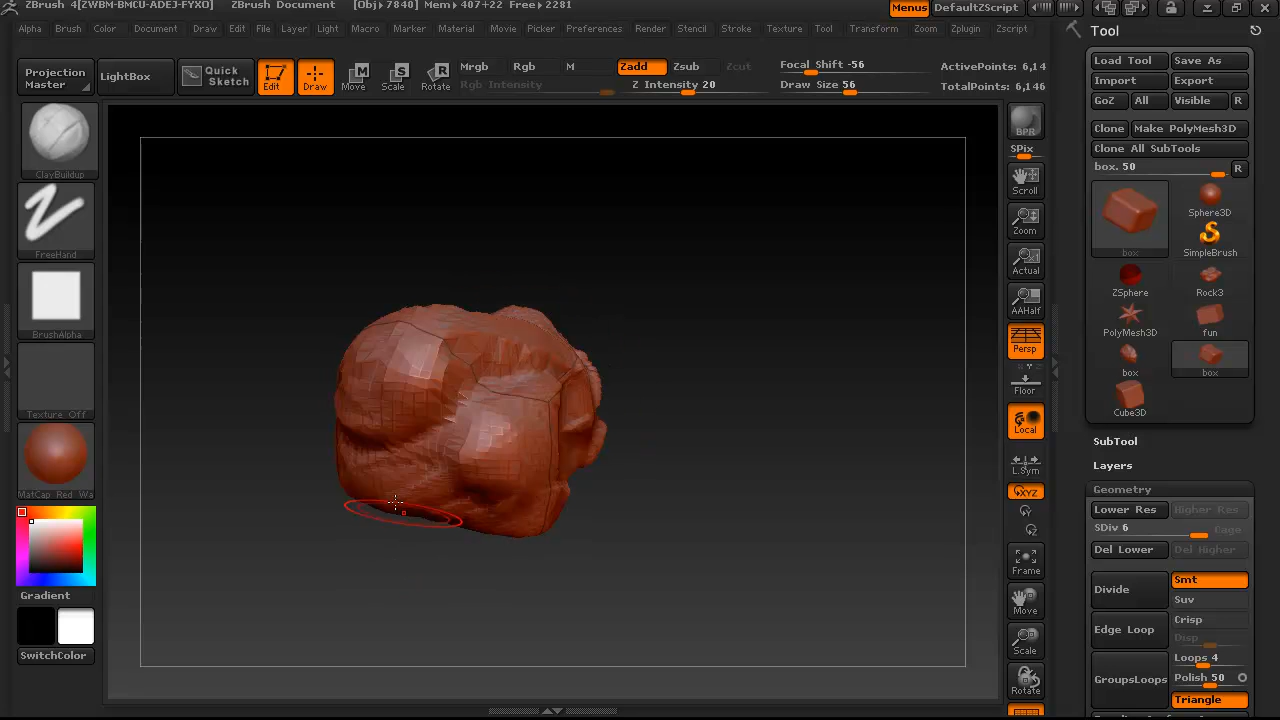 ZBrush 4[ZWBM-BMCU-ADEJ-FYXO] ZBrush Document [Obj▸7840] Mem▸407+22 Free▸2281 Menus DefaultZScript
Alpha Brush Color Document Draw Edit File Layer Light Macro Marker Material Movie Picker Preferences Render Stencil Stroke Texture Tool Transform Zoom Zplugin Zscript
Projection
Master
LightBox
Quick
Sketch
Edit
Draw
Move
Scale
Rotate
Mrgb Rgb M Zadd Zsub Zcut
Rgb Intensity Z Intensity 20
Focal Shift -56
Draw Size 56
ActivePoints: 6,14
TotalPoints: 6,146
ClayBuildup
FreeHand
BrushAlpha
Texture Off
MatCap Red Wa
Gradient
SwitchColor
BPR
SPix
Scroll
Zoom
Actual
AAHalf
Persp
Floor
Local
L.Sym
XYZ
Frame
Move
Scale
Rotate
Tool
Load Tool Save As
Import Export
GoZ All Visible R
Clone Make PolyMesh3D
Clone All SubTools
box. 50 R
box
Sphere3D
SimpleBrush
ZSphere Rock3
PolyMesh3D fun
box box
Cube3D
SubTool
Layers
Geometry
Lower Res Higher Res
SDiv 6 Cage
Del Lower Del Higher
Divide
Smt
Suv
Edge Loop
Crisp
Disp
GroupsLoops
Loops 4
Polish 50
Triangle